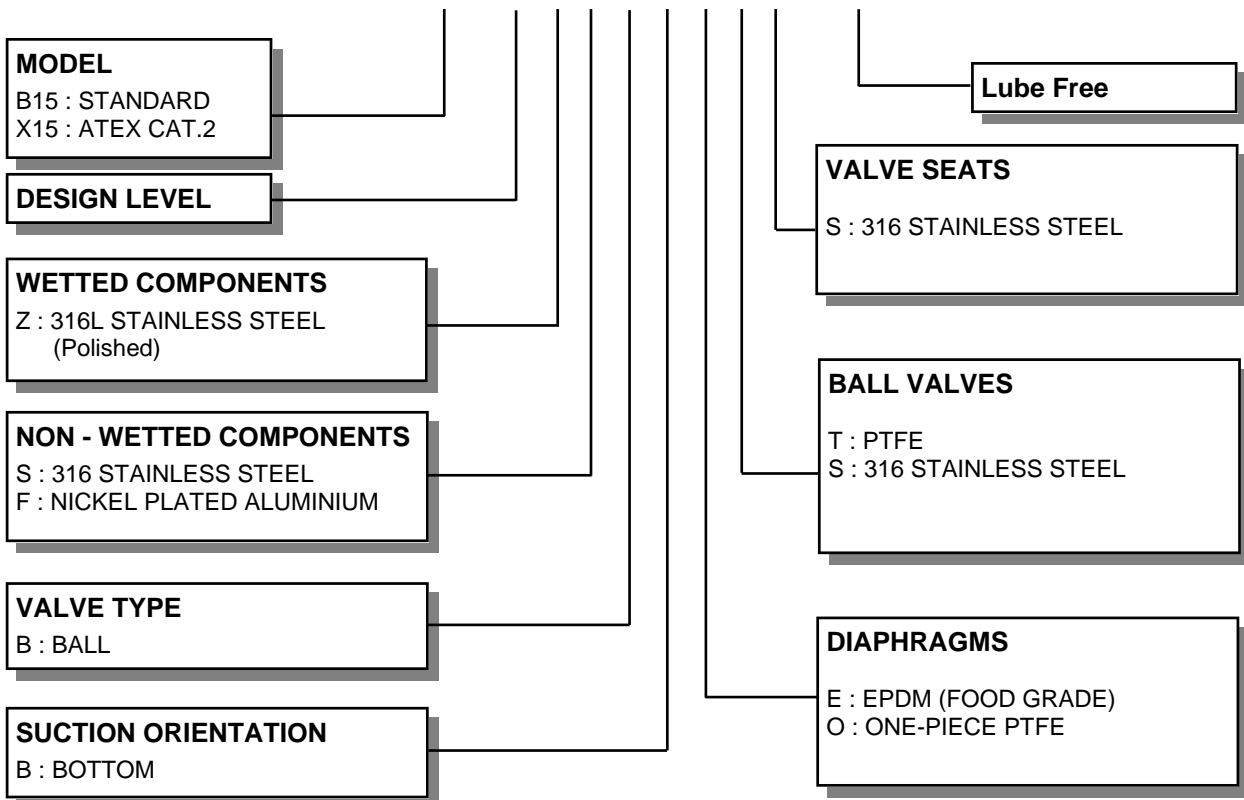 MODEL
B15 : STANDARD
X15 : ATEX CAT.2
DESIGN LEVEL
WETTED COMPONENTS
Z : 316L STAINLESS STEEL
(Polished)
NON - WETTED COMPONENTS
S : 316 STAINLESS STEEL
F : NICKEL PLATED ALUMINIUM
VALVE TYPE
B : BALL
SUCTION ORIENTATION
B : BOTTOM
Lube Free
VALVE SEATS
S : 316 STAINLESS STEEL
BALL VALVES
T : PTFE
S : 316 STAINLESS STEEL
DIAPHRAGMS
E : EPDM (FOOD GRADE)
O : ONE-PIECE PTFE